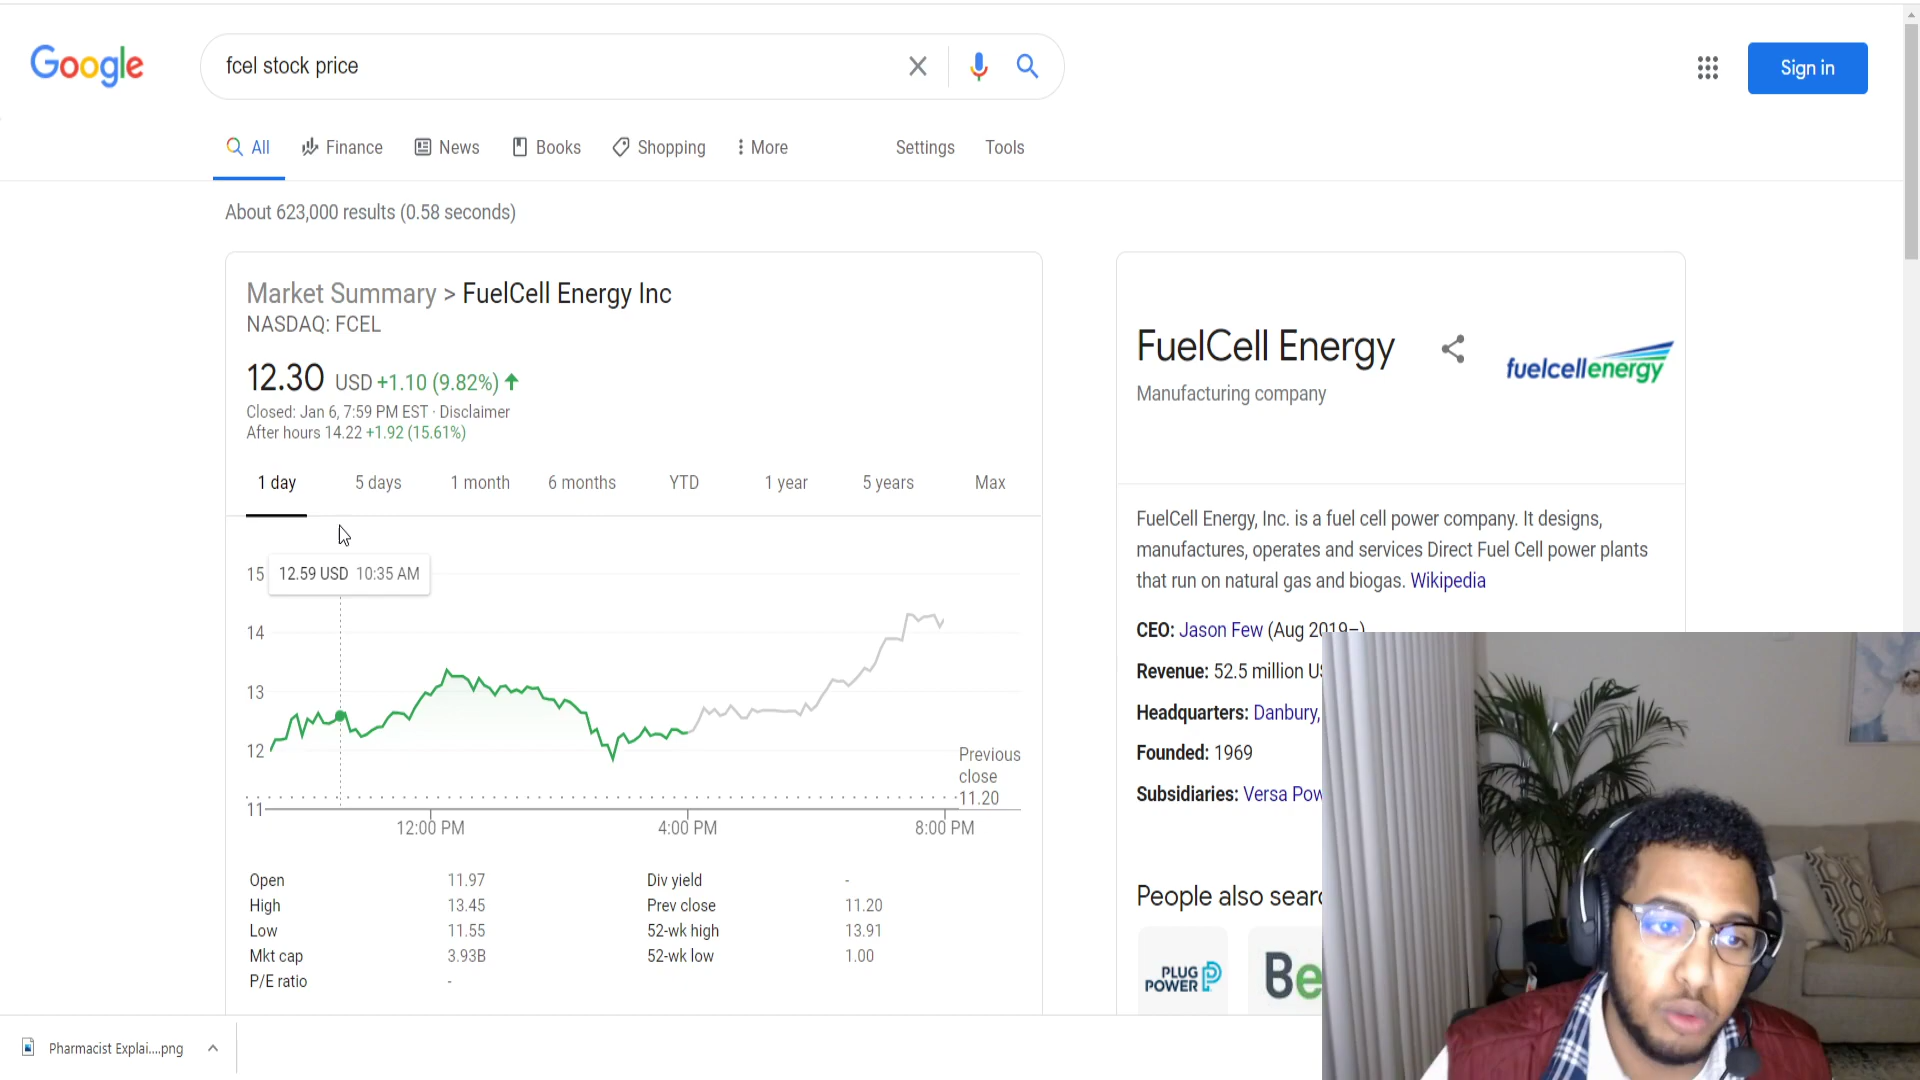 Google
fcel stock price
Sign in
All
Finance
News
Books
Shopping
More
Settings
Tools
About 623,000 results (0.58 seconds)
Market Summary > FuelCell Energy Inc
NASDAQ: FCEL
12.30 USD +1.10 (9.82%)
Closed: Jan 6, 7:59 PM EST · Disclaimer
After hours 14.22 +1.92 (15.61%)
1 day
5 days
1 month
6 months
YTD
1 year
5 years
Max
15
12.59 USD 10:35 AM
14
13
12
11
Previous
close
11.20
12:00 PM
4:00 PM
8:00 PM
Open 11.97
High 13.45
Low 11.55
Mkt cap 3.93B
P/E ratio -
Div yield -
Prev close 11.20
52-wk high 13.91
52-wk low 1.00
FuelCell Energy
Manufacturing company
fuelcellenergy
FuelCell Energy, Inc. is a fuel cell power company. It designs,
manufactures, operates and services Direct Fuel Cell power plants
that run on natural gas and biogas. Wikipedia
CEO: Jason Few (Aug 2019–)
Revenue: 52.5 million
Headquarters: Danbury,
Founded: 1969
Subsidiaries: Versa
People also
PLUG
POWER
Be
Pharmacist Explai....png